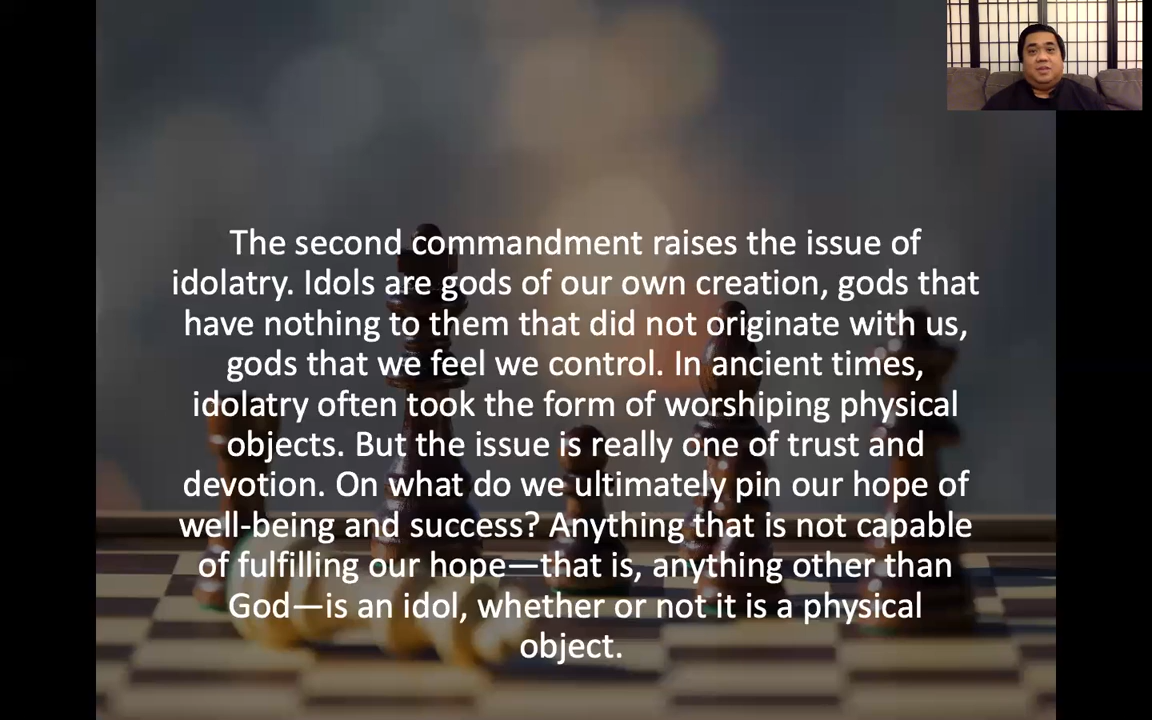 The second commandment raises the issue of
idolatry. Idols are gods of our own creation, gods that
have nothing to them that did not originate with us,
gods that we feel we control. In ancient times,
idolatry often took the form of worshiping physical
objects. But the issue is really one of trust and
devotion. On what do we ultimately pin our hope of
well-being and success? Anything that is not capable
of fulfilling our hope—that is, anything other than
God—is an idol, whether or not it is a physical
object.